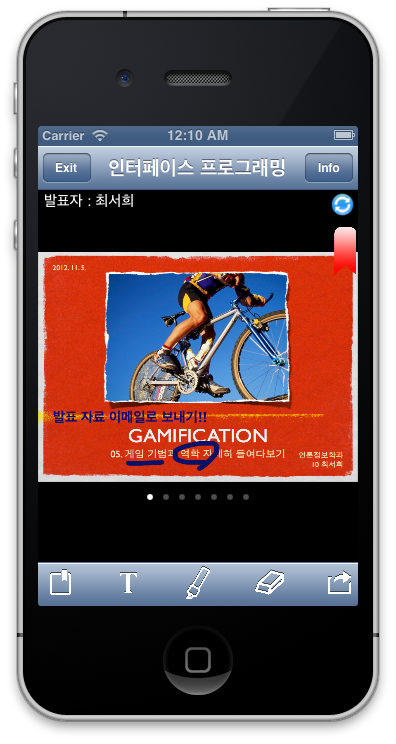 Carrier 12:10 AM
Exit 인터페이스 프로그래밍 Info
발표자 : 최서희
2012. 11. 5.
발표 자료 이메일로 보내기!!
GAMIFICATION
05. 게임 기법과 역학 자세히 들여다보기
언론정보학과
10 최서희
T